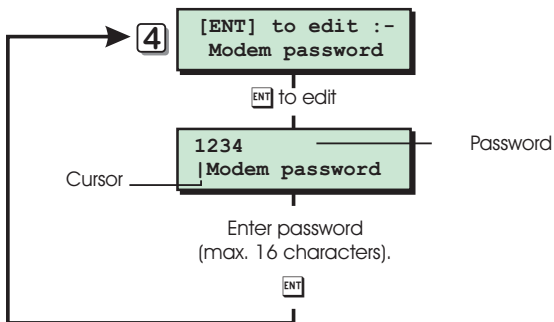 4
[ENT] to edit :-
Modem password
ENT to edit
1234
Password
|Modem password
Cursor
Enter password
(max. 16 characters).
ENT